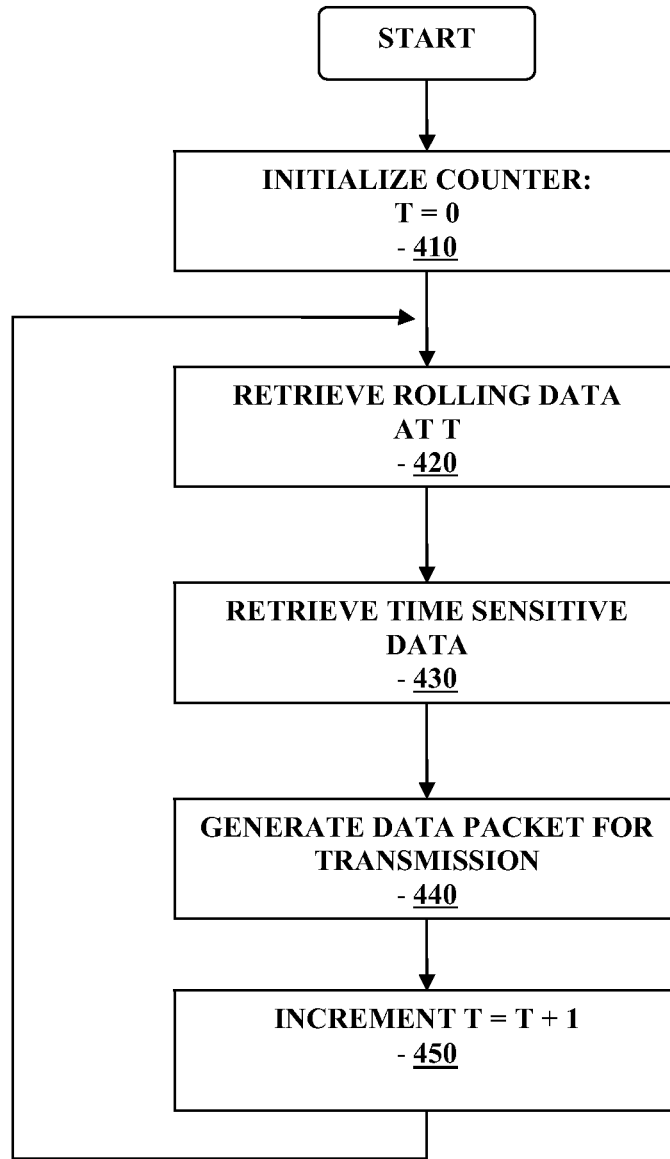 START
INITIALIZE COUNTER:
T = 0
- 410
RETRIEVE ROLLING DATA
AT T
- 420
RETRIEVE TIME SENSITIVE
DATA
- 430
GENERATE DATA PACKET FOR
TRANSMISSION
- 440
INCREMENT T = T + 1
- 450